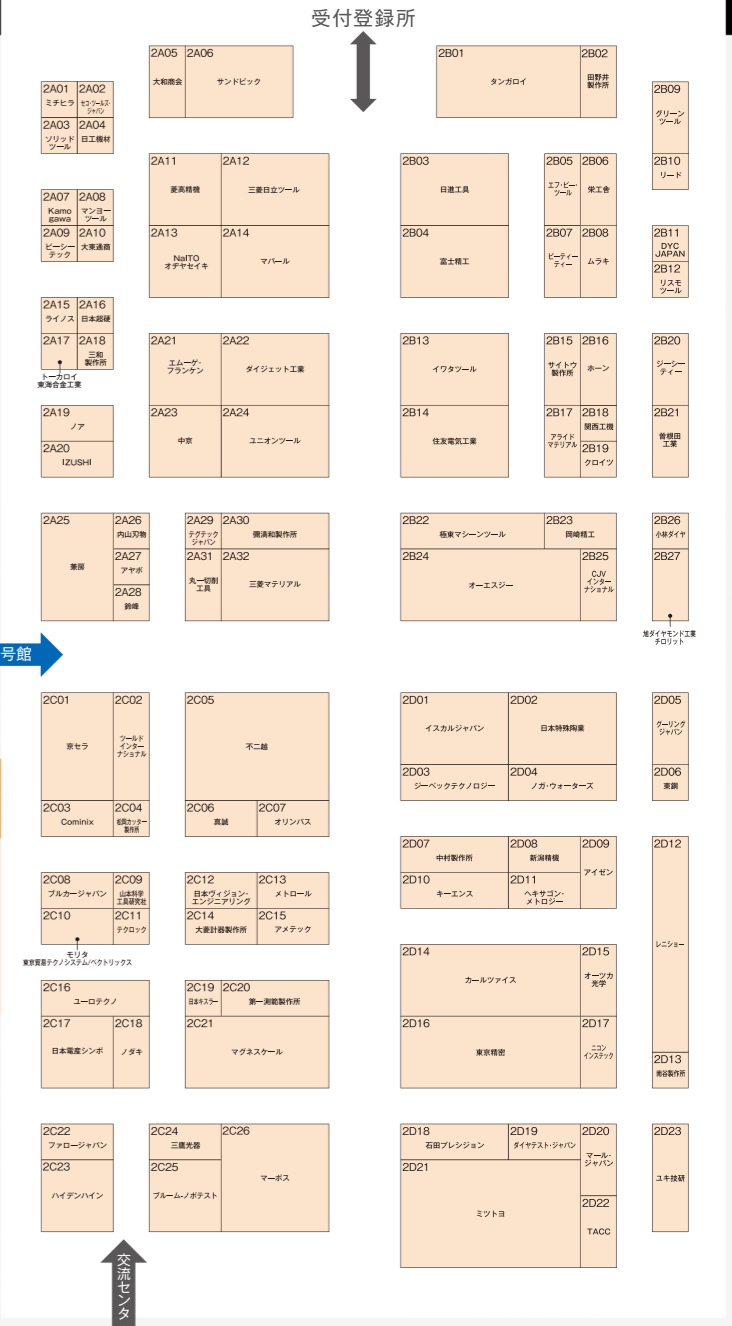 受付登録所
2A05 2A06
大和商会 サンドビック
2B01 2B02
タンガロイ
田野井
製作所
2A01 2A02
ミチヒラ
セコ・ツールズ・
ジャパン
2A03 2A04
ソリッド
ツール
日工機材
2B09
グリーン
ツール
2B10
リード
2A11 2A12
菱高精機 三菱日立ツール
2A13 2A14
NaITO
オヂヤセイキ
マパール
2B03
日進工具
2B04
富士精工
2B05 2B06
エフ・ピー・
ツール
栄工舎
2B07 2B08
ピーティー
ティー
ムラキ
2A07 2A08
Kamo
gawa
マンヨー
ツール
2A09 2A10
ピーシー
テック
大東通商
2B11
DYC
JAPAN
2B12
リスモ
ツール
2A15 2A16
ライノス 日本超硬
2A17 2A18
三和
製作所
トーカロイ
東海合金工業
2A19
ノア
2A20
IZUSHI
2A21 2A22
エムーゲ・
フランケン
ダイジェット工業
2A23 2A24
中京 ユニオンツール
2B13
イワタツール
2B14
住友電気工業
2B15 2B16
サイトウ
製作所
ホーン
2B17 2B18
アライド
マテリアル
関西工機
2B19
クロイツ
2B20
ジーシー
ティー
2B21
曽根田
工業
2A25 2A26
兼房
内山刃物
2A27
アヤボ
2A28
鈴峰
2A29 2A30
テグテック
ジャパン
彌満和製作所
2A31 2A32
丸一切削
工具
三菱マテリアル
2B22 2B23
極東マシーンツール 岡﨑精工
2B24 2B25
オーエスジー
CJV
インター
ナショナル
2B26
小林ダイヤ
2B27
旭ダイヤモンド工業
チロリット
号館
2C01 2C02
京セラ
ツールド
インター
ナショナル
2C03 2C04
Cominix
松岡カッター
製作所
2C05
不二越
2C06 2C07
真誠 オリンパス
2D01 2D02
イスカルジャパン 日本特殊陶業
2D03 2D04
ジーベックテクノロジー ノガ・ウォーターズ
2D05
グーリング
ジャパン
2D06
東鋼
2C08 2C09
ブルカージャパン
山本科学
工具研究社
2C10 2C11
テクロック
モリタ
東京貿易テクノシステム/ベクトリックス
2C12 2C13
日本ヴィジョン・
エンジニアリング
メトロール
2C14 2C15
大菱計器製作所 アメテック
2D07 2D08 2D09
中村製作所 新潟精機
アイゼン
2D10 2D11
キーエンス
ヘキサゴン・
メトロジー
2D12
レニショー
2D13
南谷製作所
2C16
ユーロテクノ
2C17 2C18
日本電産シンポ ノダキ
2C19 2C20
日本キスラー 第一測範製作所
2C21
マグネスケール
2D14 2D15
カールツァイス
オーツカ
光学
2D16 2D17
東京精密
ニコン
インステック
2C22
ファロージャパン
2C23
ハイデンハイン
2C24 2C26
三鷹光器
2C25
ブルーム-ノボテスト
マーポス
2D18 2D19 2D20
石田プレシジョン ダイヤテスト・ジャパン
マール・
ジャパン
2D21
ミツトヨ
2D22
TACC
2D23
ユキ技研
交流センタ